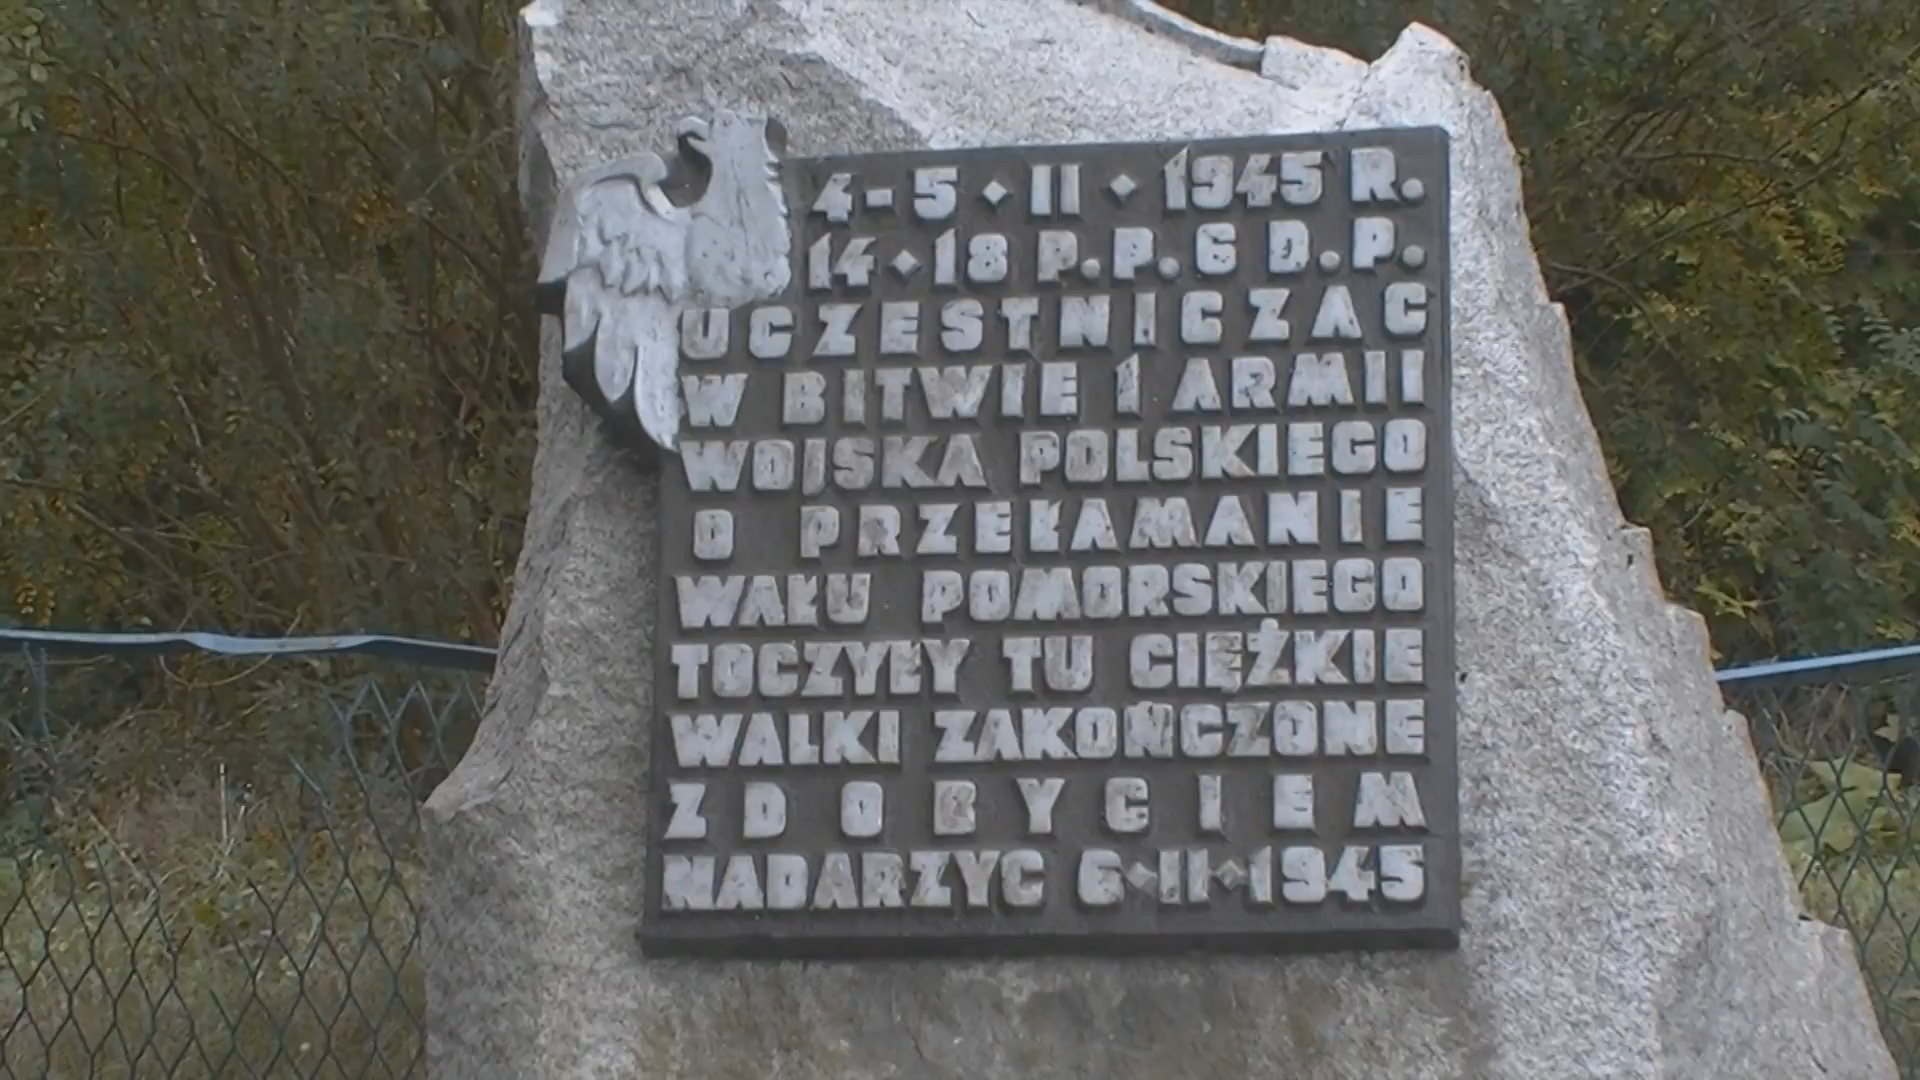 4-5 ⬥ II ⬥ 1945 R.
14 ⬥ 18 P.P. 6 D.P.
UCZESTNICZĄC
W BITWIE 1 ARMII
WOJSKA POLSKIEGO
O PRZEŁAMANIE
WAŁU POMORSKIEGO
TOCZYŁY TU CIĘŻKIE
WALKI ZAKOŃCZONE
ZDOBYCIEM
NADARZYC 6⬥II⬥1945